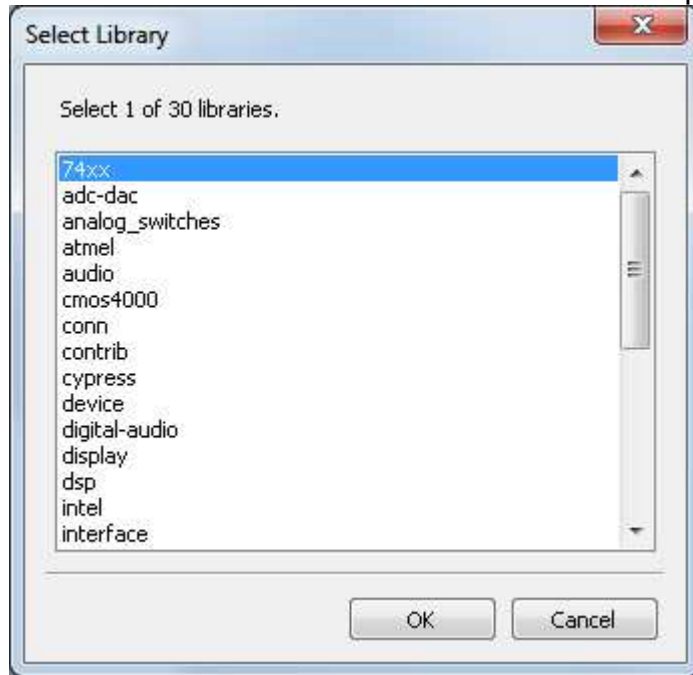 Select Library
Select 1 of 30 libraries.
74xx
adc-dac
analog_switches
atmel
audio
cmos4000
conn
contrib
cypress
device
digital-audio
display
dsp
intel
interface
OK
Cancel